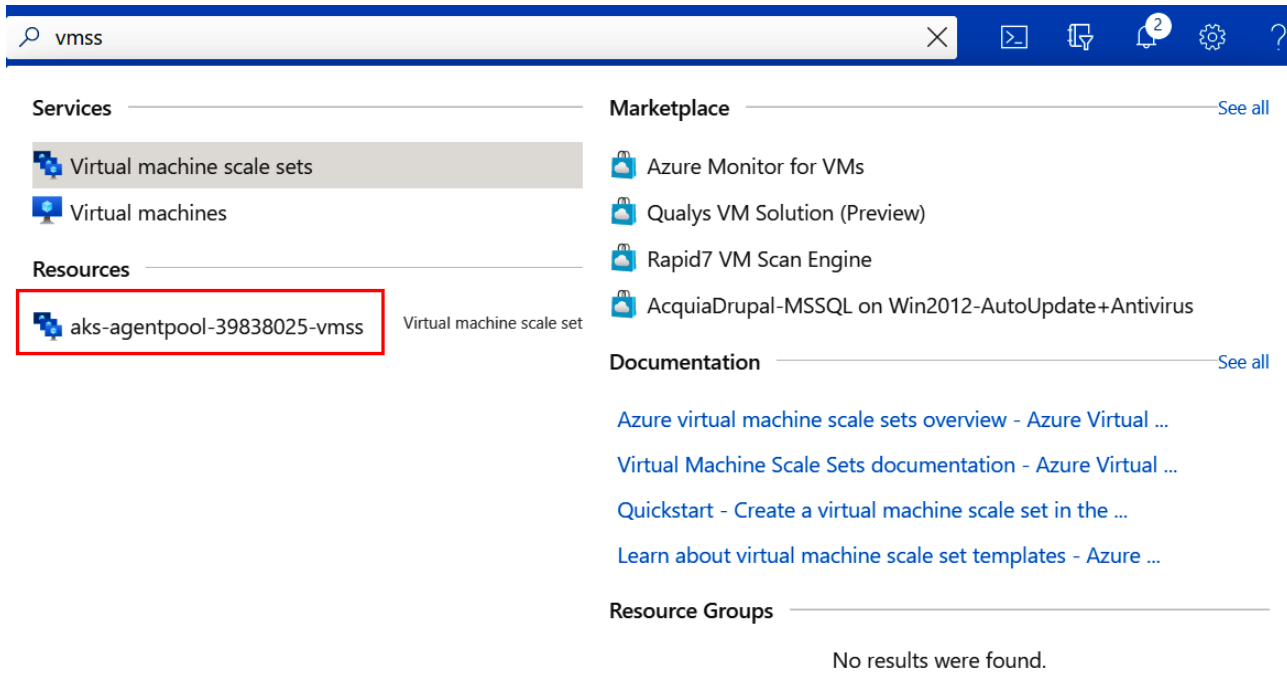 vmss
2
?
Services
Virtual machine scale sets
Virtual machines
Resources
aks-agentpool-39838025-vmss
Virtual machine scale set
Marketplace
See all
Azure Monitor for VMs
Qualys VM Solution (Preview)
Rapid7 VM Scan Engine
AcquiaDrupal-MSSQL on Win2012-AutoUpdate+Antivirus
Documentation
See all
Azure virtual machine scale sets overview - Azure Virtual ...
Virtual Machine Scale Sets documentation - Azure Virtual ...
Quickstart - Create a virtual machine scale set in the ...
Learn about virtual machine scale set templates - Azure ...
Resource Groups
No results were found.